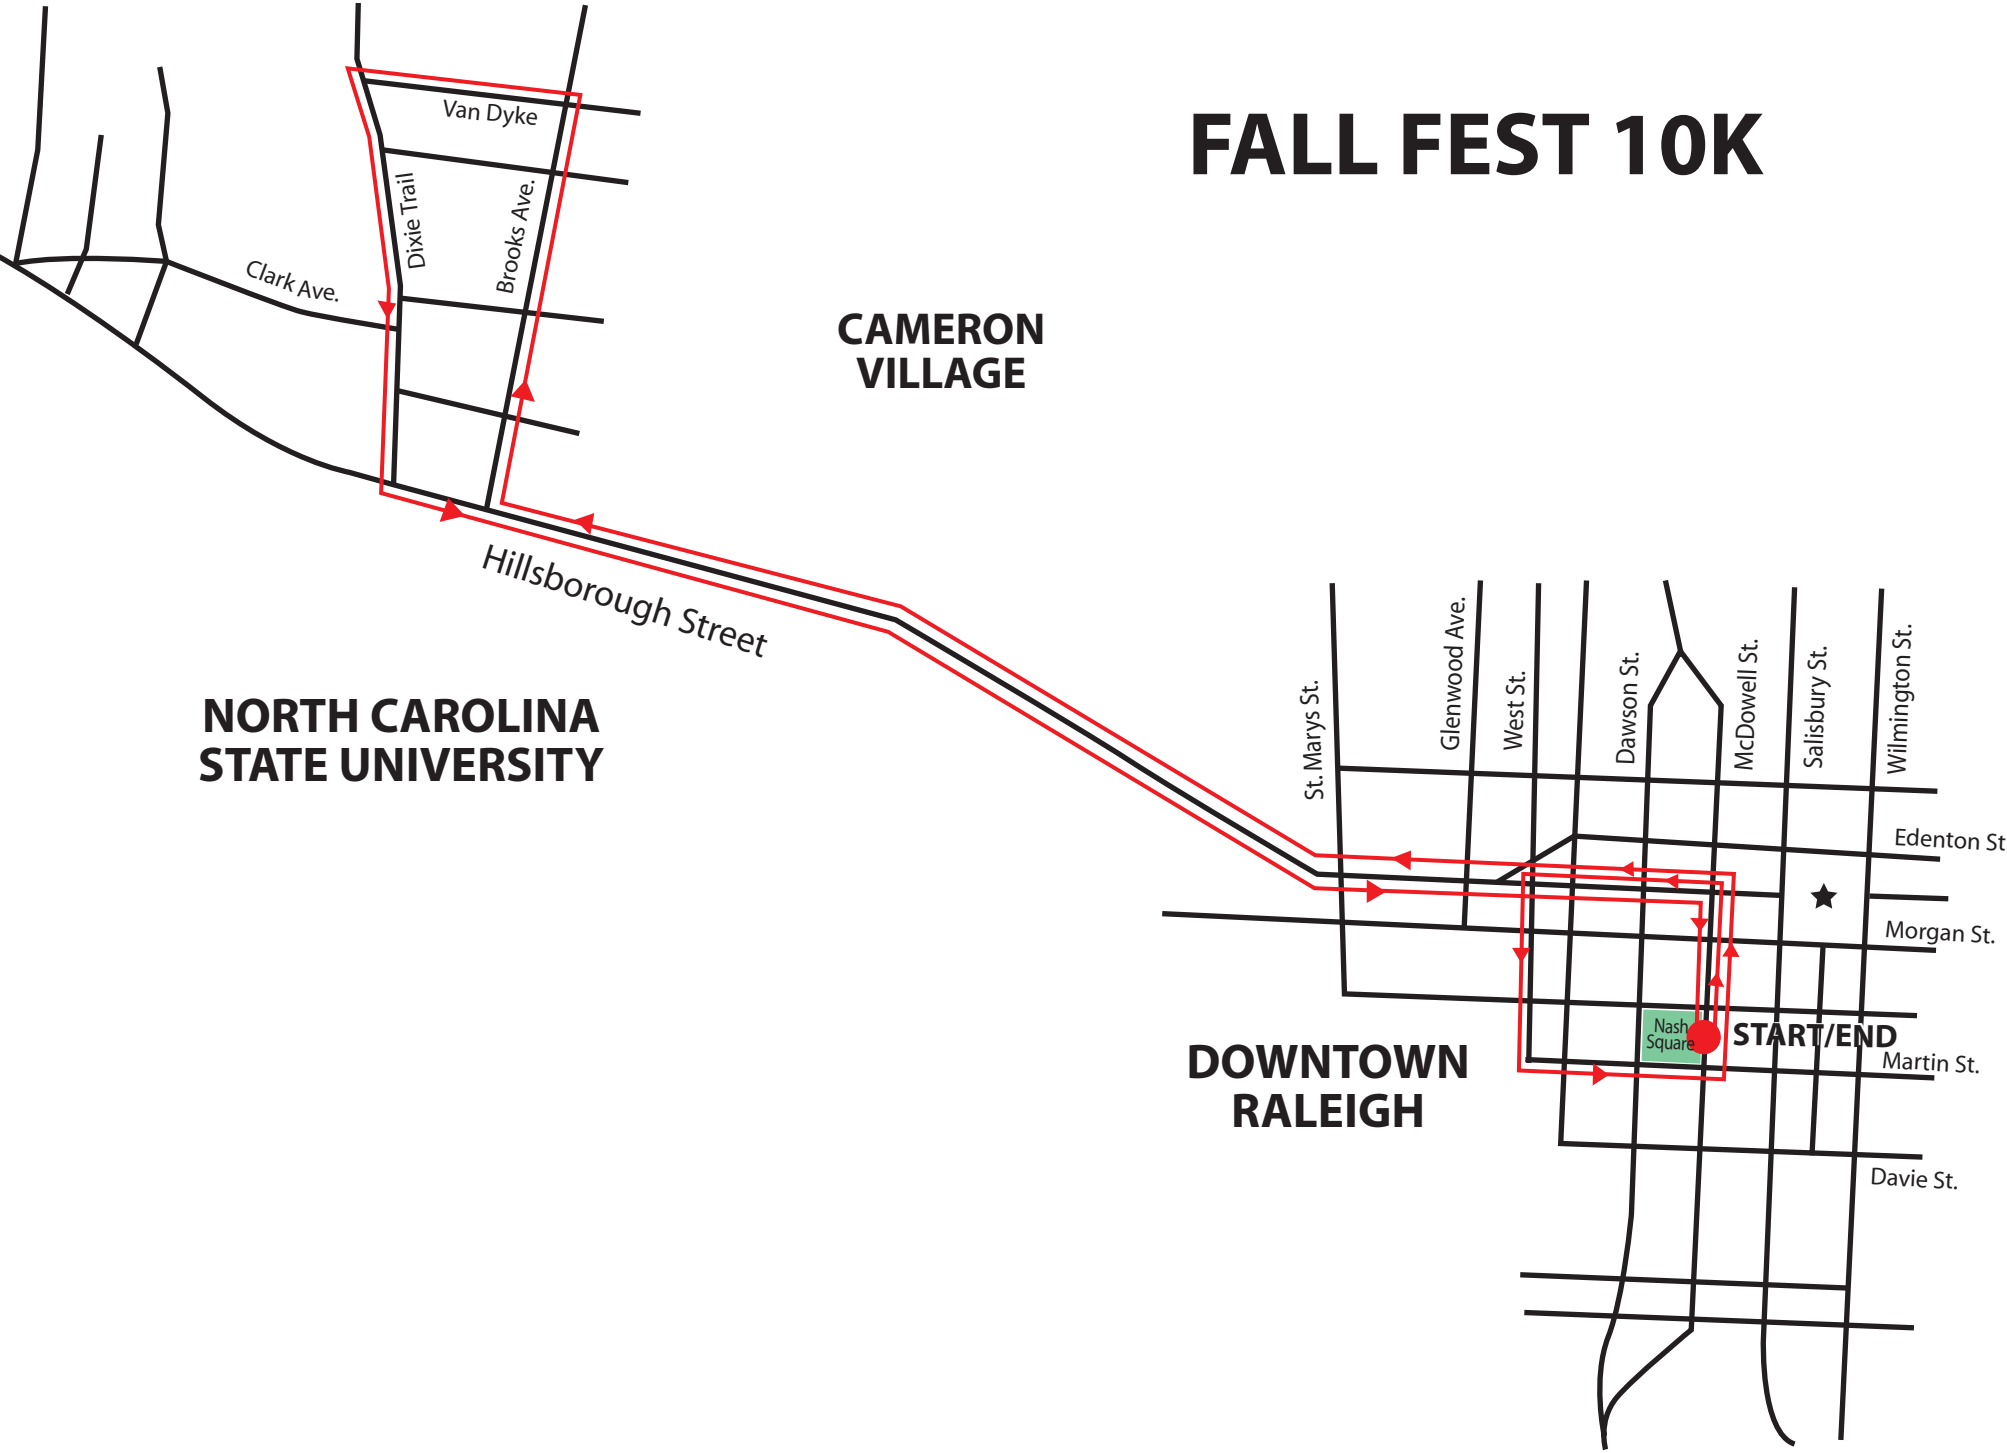 FALL FEST 10K
Van Dyke
Dixie Trail
Brooks Ave.
Clark Ave.
CAMERON
VILLAGE
Hillsborough Street
NORTH CAROLINA
STATE UNIVERSITY
St. Marys St.
Glenwood Ave.
West St.
Dawson St.
McDowell St.
Salisbury St.
Wilmington St.
Edenton St
Morgan St.
Nash
Square
START/END
Martin St.
DOWNTOWN
RALEIGH
Davie St.